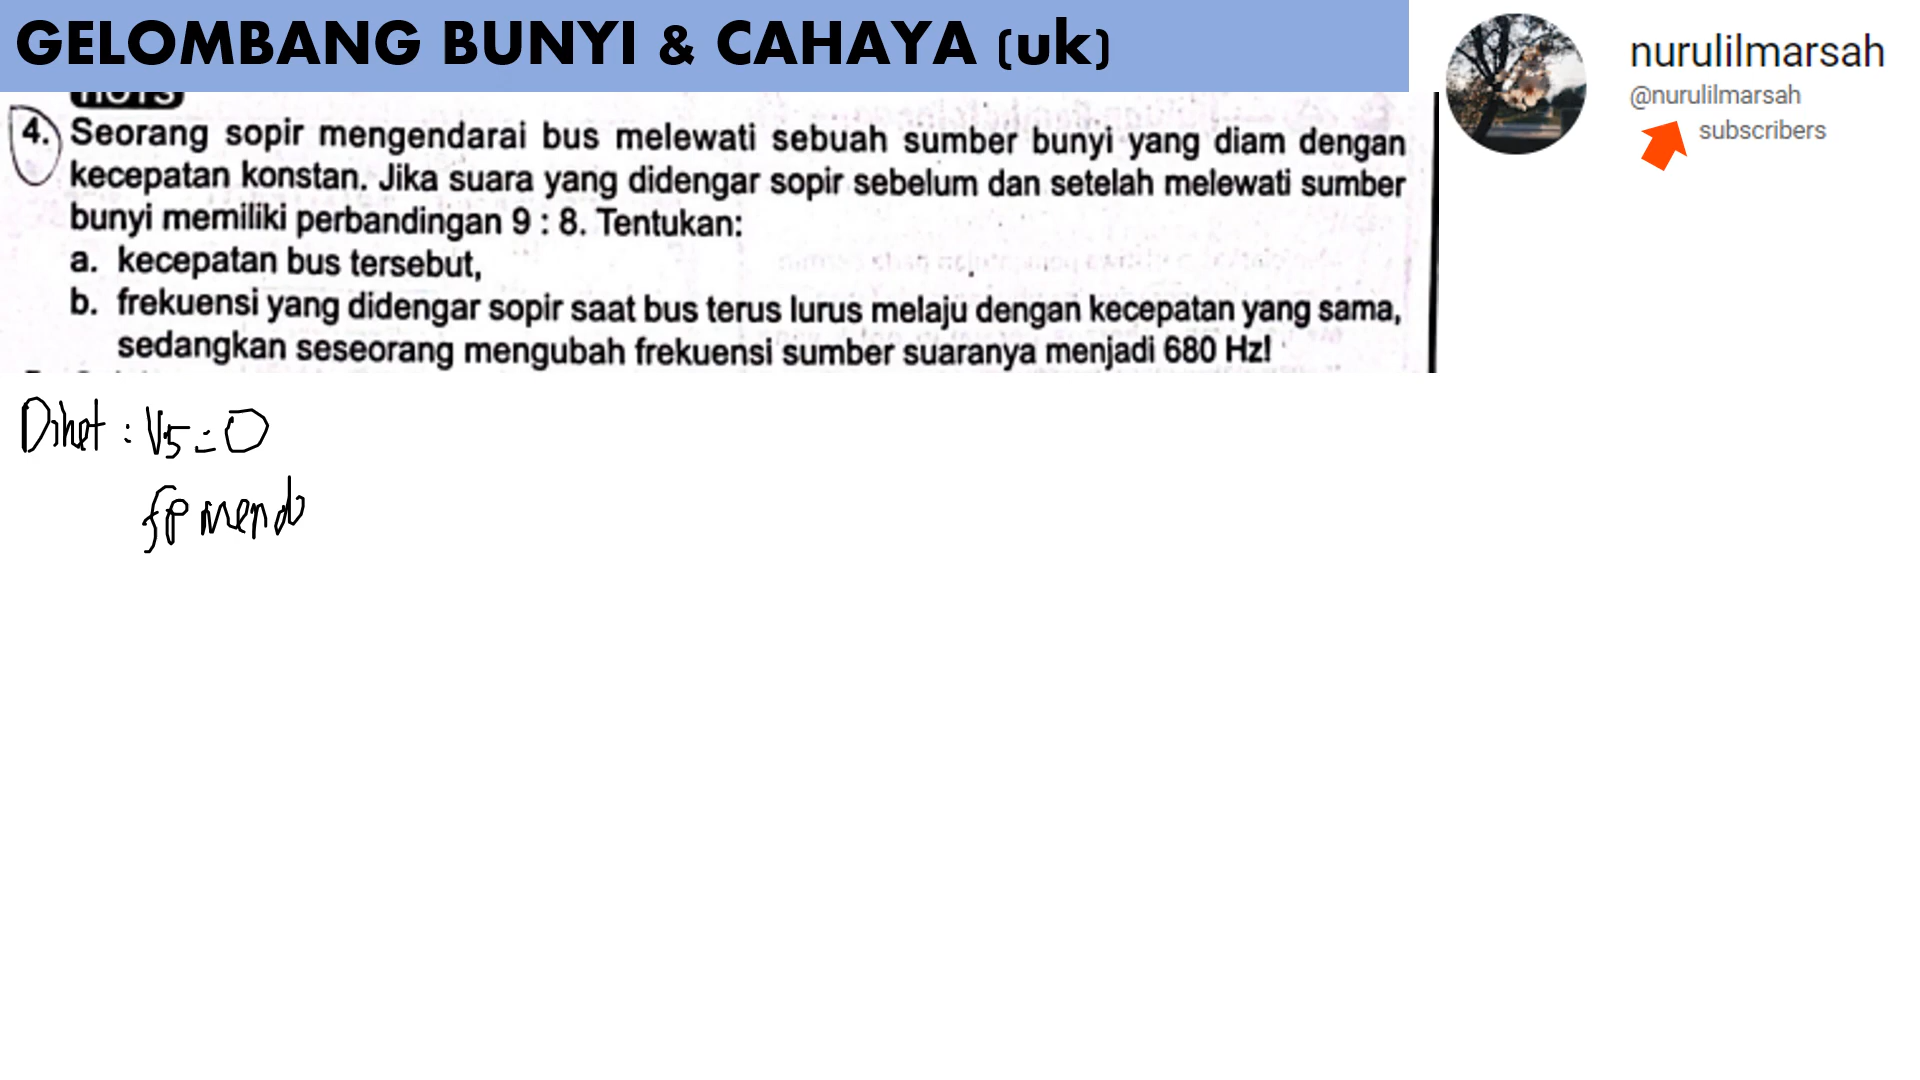 GELOMBANG BUNYI & CAHAYA (uk)
nurulilmarsah
@nurulilmarsah
subscribers
HOTS
4. Seorang sopir mengendarai bus melewati sebuah sumber bunyi yang diam dengan
kecepatan konstan. Jika suara yang didengar sopir sebelum dan setelah melewati sumber
bunyi memiliki perbandingan 9 : 8. Tentukan:
a. kecepatan bus tersebut,
b. frekuensi yang didengar sopir saat bus terus lurus melaju dengan kecepatan yang sama,
sedangkan seseorang mengubah frekuensi sumber suaranya menjadi 680 Hz!
Diket : Vs = 0
fp mend